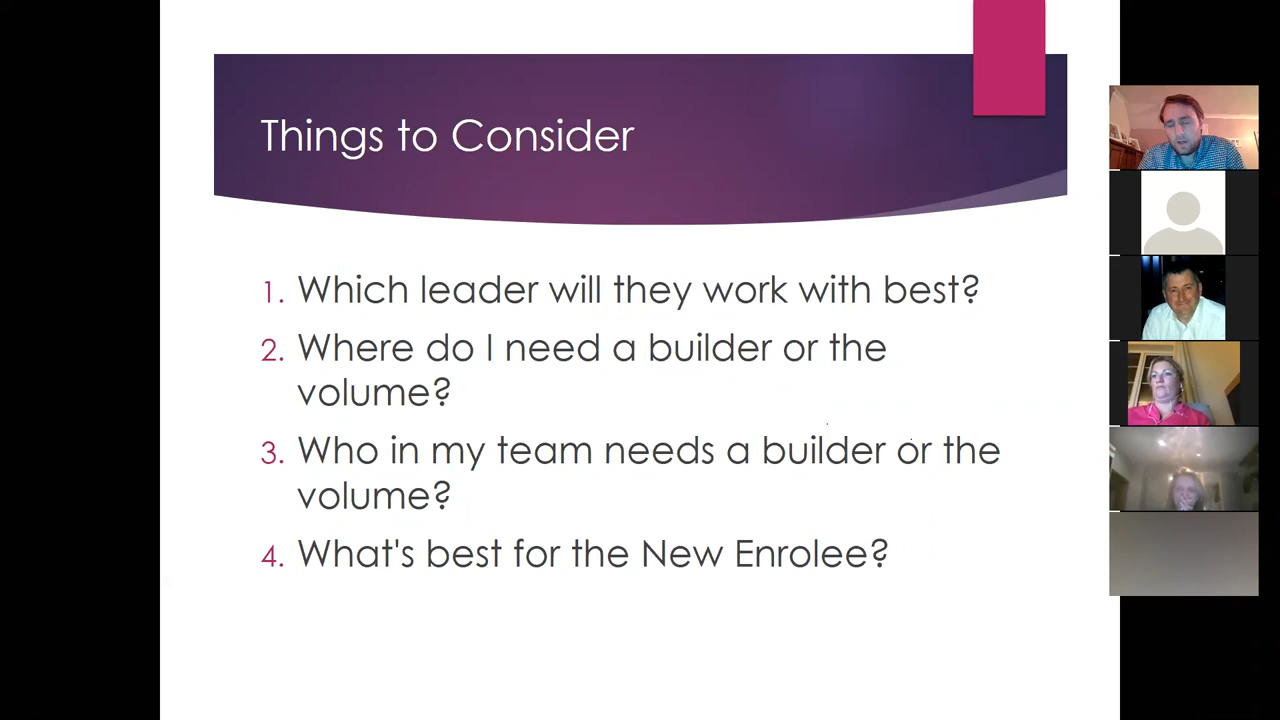 Things to Consider
1. Which leader will they work with best?
2. Where do I need a builder or the
volume?
3. Who in my team needs a builder or the
volume?
4. What's best for the New Enrolee?